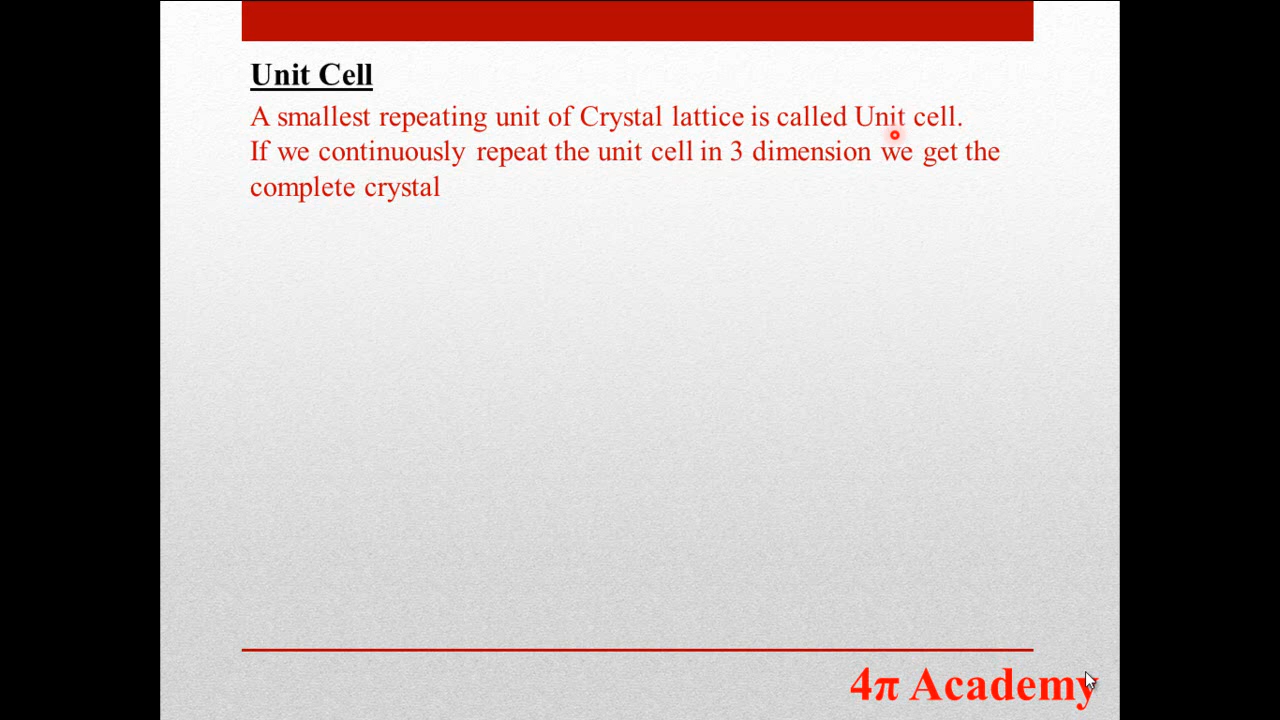 Unit Cell
A smallest repeating unit of Crystal lattice is called Unit cell.
If we continuously repeat the unit cell in 3 dimension we get the
complete crystal
4π Academy